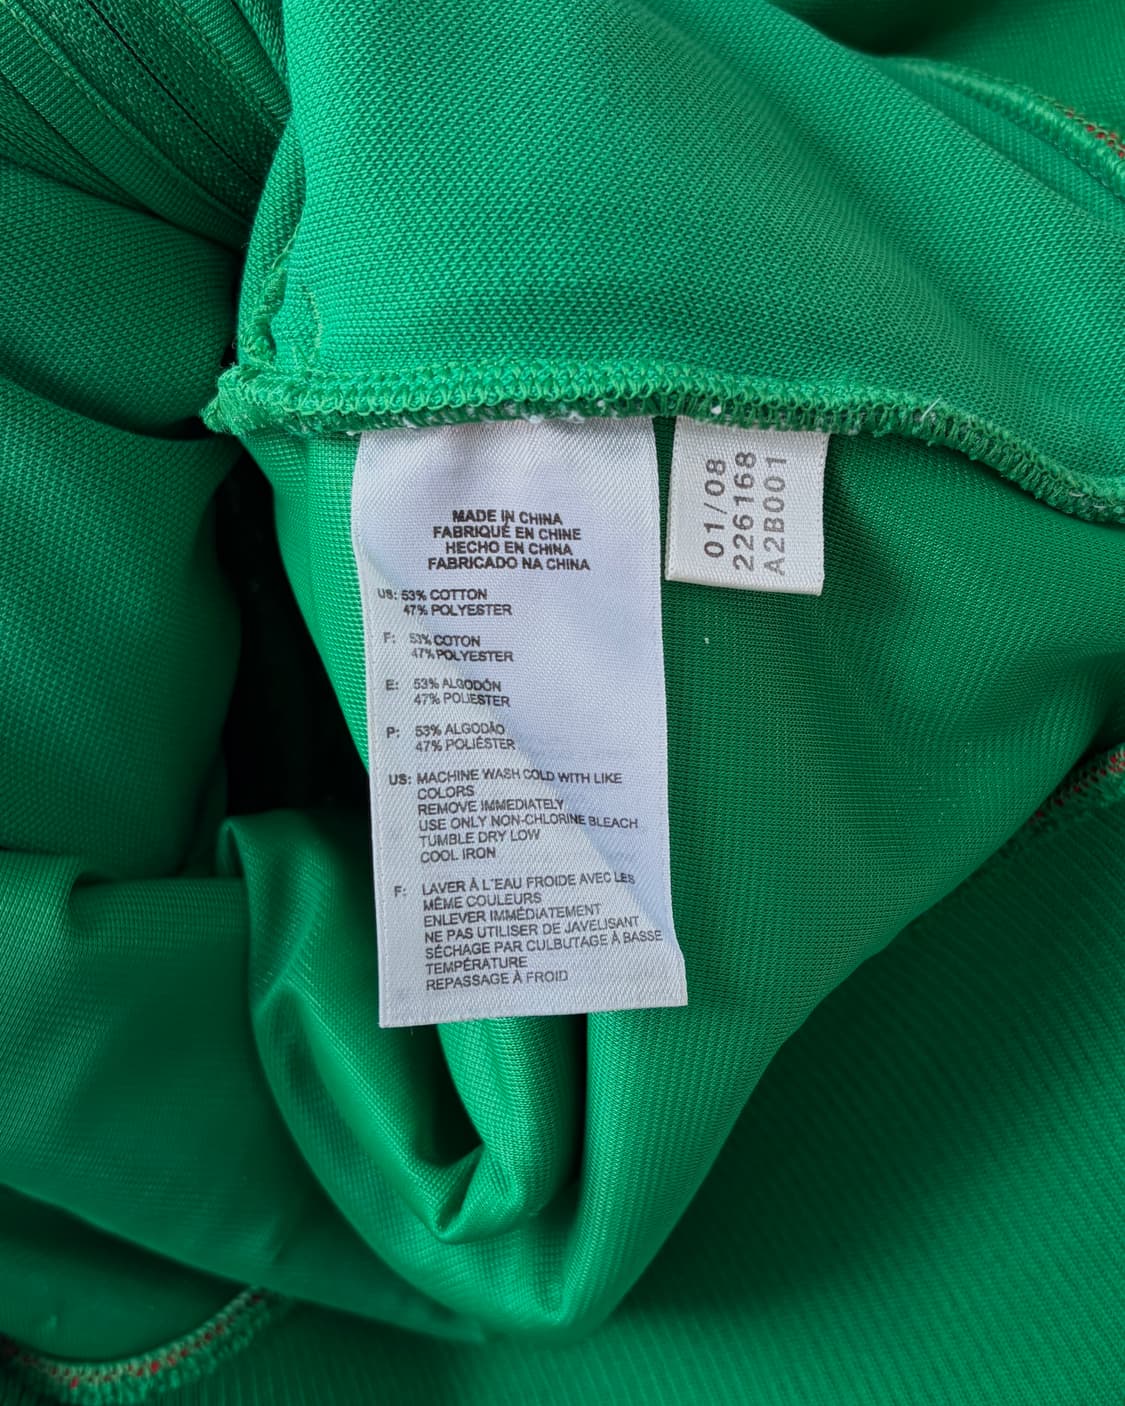 MADE IN CHINA
FABRIQUÉ EN CHINE
HECHO EN CHINA
FABRICADO NA CHINA
US: 53% COTTON
47% POLYESTER
F: 53% COTON
47% POLYESTER
E: 53% ALGODÓN
47% POLIESTER
P: 53% ALGODÃO
47% POLIÉSTER
US: MACHINE WASH COLD WITH LIKE
COLORS
REMOVE IMMEDIATELY
USE ONLY NON-CHLORINE BLEACH
TUMBLE DRY LOW
COOL IRON
F: LAVER À L'EAU FROIDE AVEC LES
MÊME COULEURS
ENLEVER IMMÉDIATEMENT
NE PAS UTILISER DE JAVELISANT
SÉCHAGE PAR CULBUTAGE À BASSE
TEMPÉRATURE
REPASSAGE À FROID
01/08
226168
A2B001